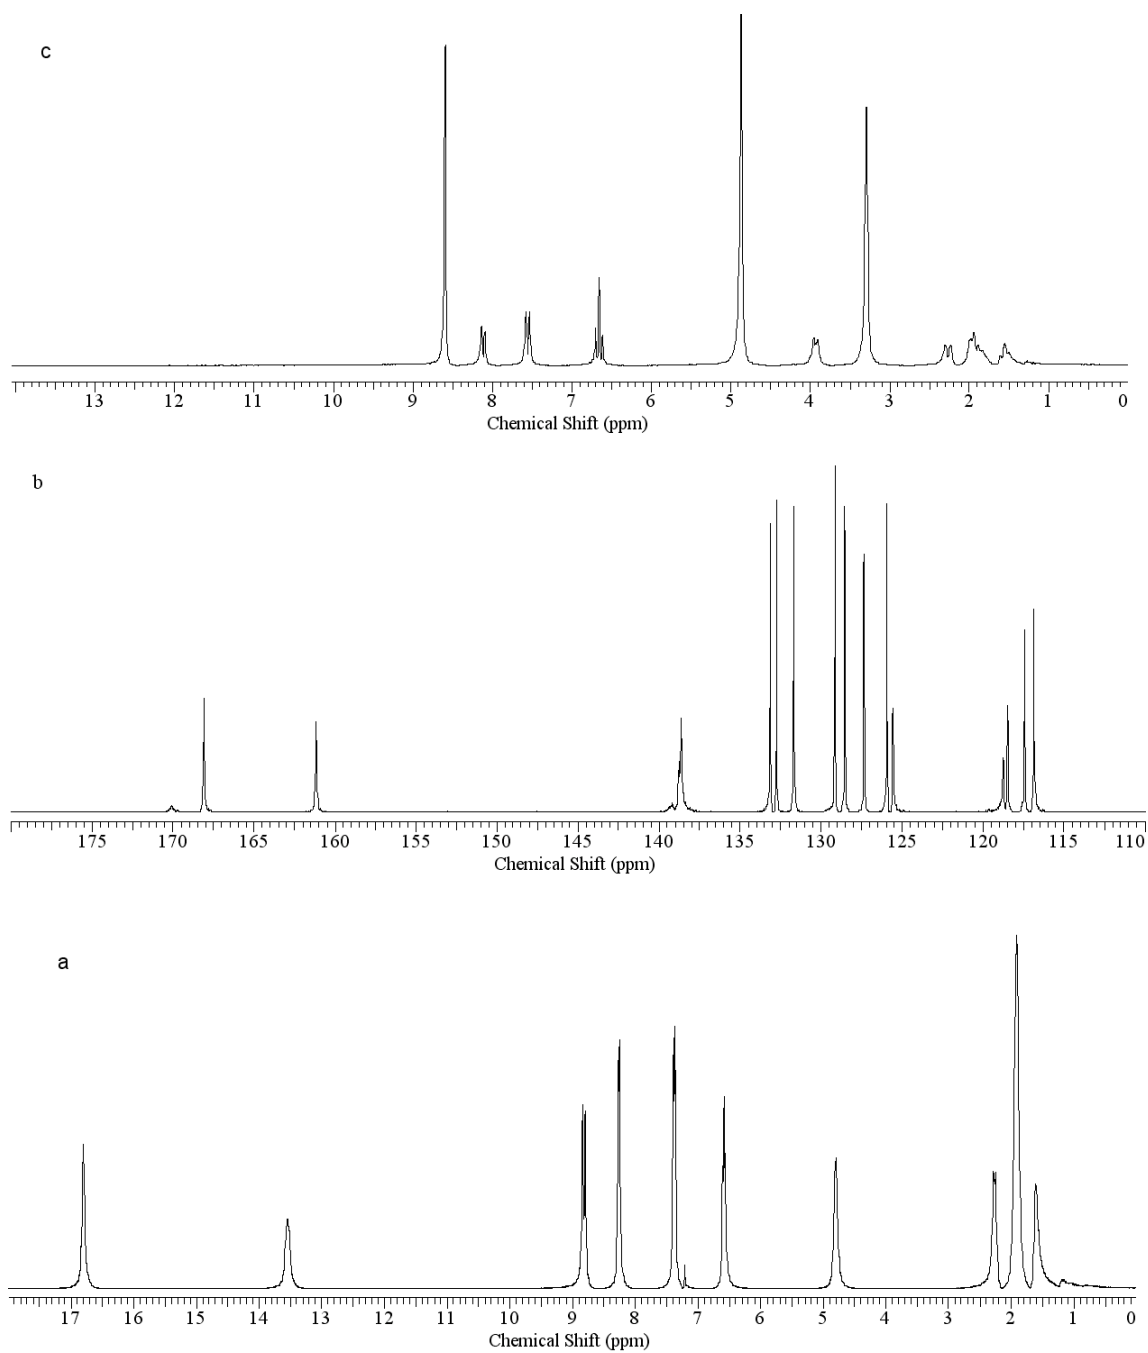 c
13 12 11 10 9 8 7 6 5 4 3 2 1 0
Chemical Shift (ppm)
b
175 170 165 160 155 150 145 140 135 130 125 120 115 110
Chemical Shift (ppm)
a
17 16 15 14 13 12 11 10 9 8 7 6 5 4 3 2 1 0
Chemical Shift (ppm)